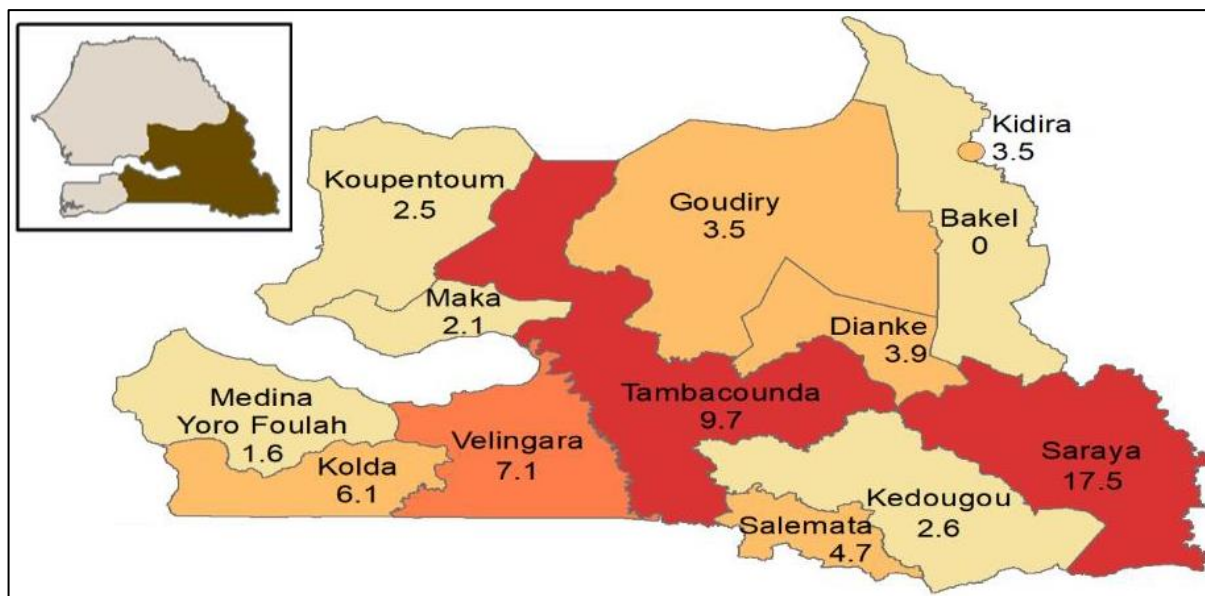 Kidira
3.5
Koupentoum
2.5
Goudiry
3.5
Bakel
0
Maka
2.1
Dianke
3.9
Medina
Yoro Foulah
1.6
Tambacounda
9.7
Velingara
7.1
Kolda
6.1
Saraya
17.5
Kedougou
2.6
Salemata
4.7